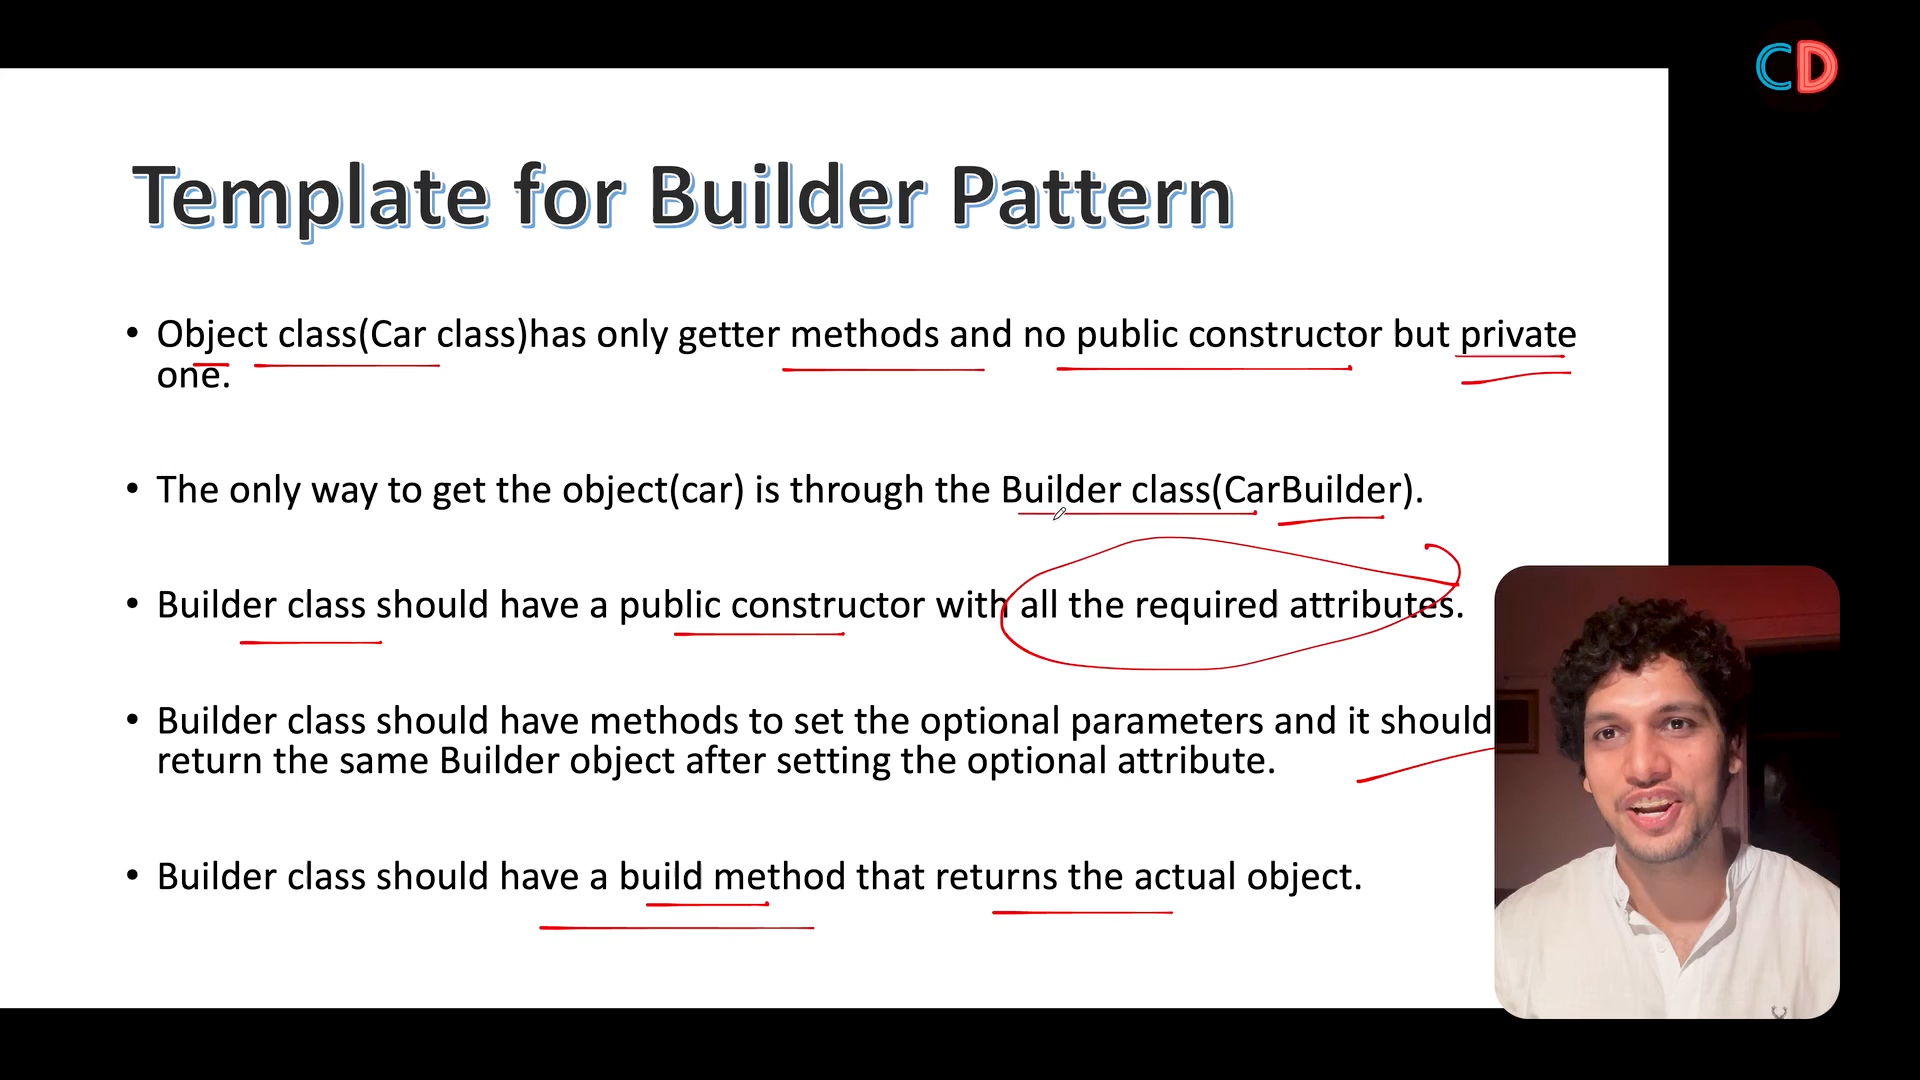 CD
Template for Builder Pattern
• Object class(Car class)has only getter methods and no public constructor but private
one.
• The only way to get the object(car) is through the Builder class(CarBuilder).
• Builder class should have a public constructor with all the required attributes.
• Builder class should have methods to set the optional parameters and it should
return the same Builder object after setting the optional attribute.
• Builder class should have a build method that returns the actual object.